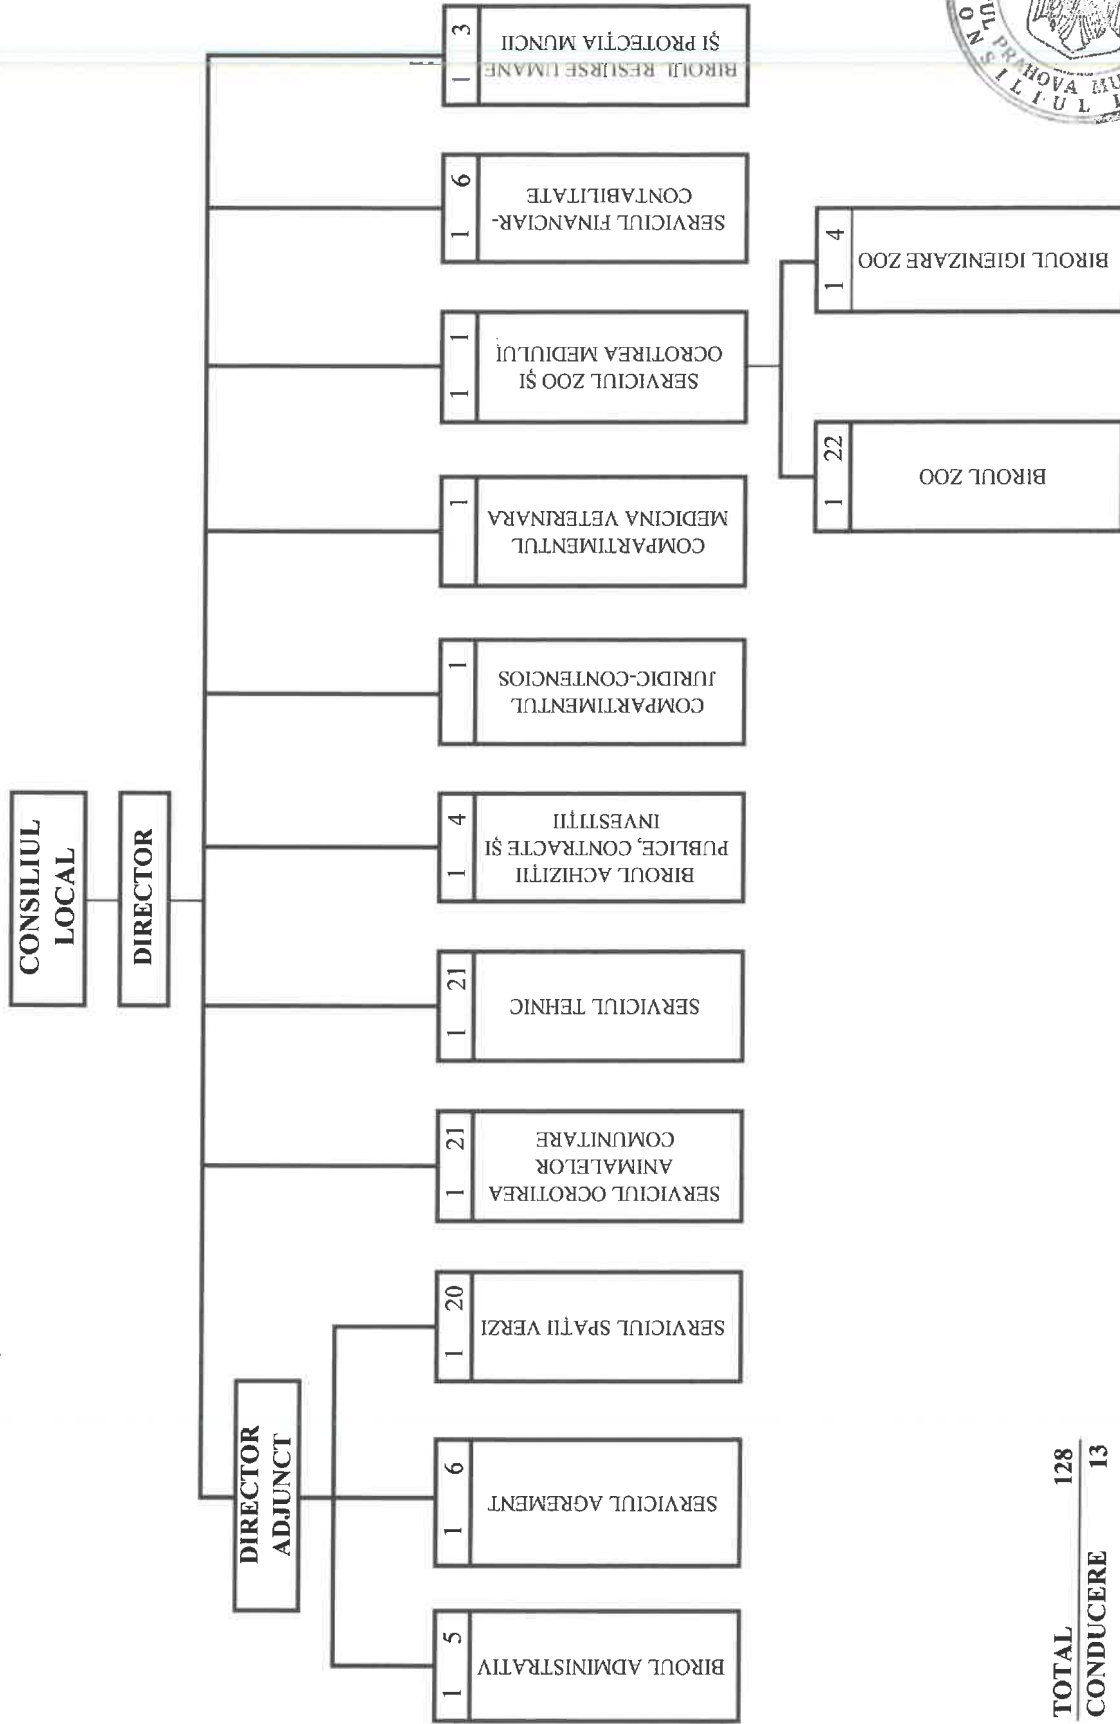 CONSILIUL
LOCAL
DIRECTOR
DIRECTOR
ADJUNCT
1 5
BIROUL ADMINISTRATIV
1 6
SERVICIUL AGREMENT
1 20
SERVICIUL SPAȚII VERZI
1 21
SERVICIUL OCROTIREA
ANIMALELOR
COMUNITARE
1 21
SERVICIUL TEHNIC
1 4
BIROUL ACHIZIȚII
PUBLICE, CONTRACTE ȘI
INVESTIȚII
1
COMPARTIMENTUL
JURIDIC-CONTENCIOS
1
COMPARTIMENTUL
MEDICINA VETERINARA
1 1
SERVICIUL ZOO ȘI
OCROTIREA MEDIULUI
1 6
SERVICIUL FINANCIAR-
CONTABILITATE
1 3
BIROUL RESURSE UMANE
ȘI PROTECȚIA MUNCII
1 22
BIROUL ZOO
1 4
BIROUL IGIENIZARE ZOO
TOTAL 128
CONDUCERE 13
PRAHOVA